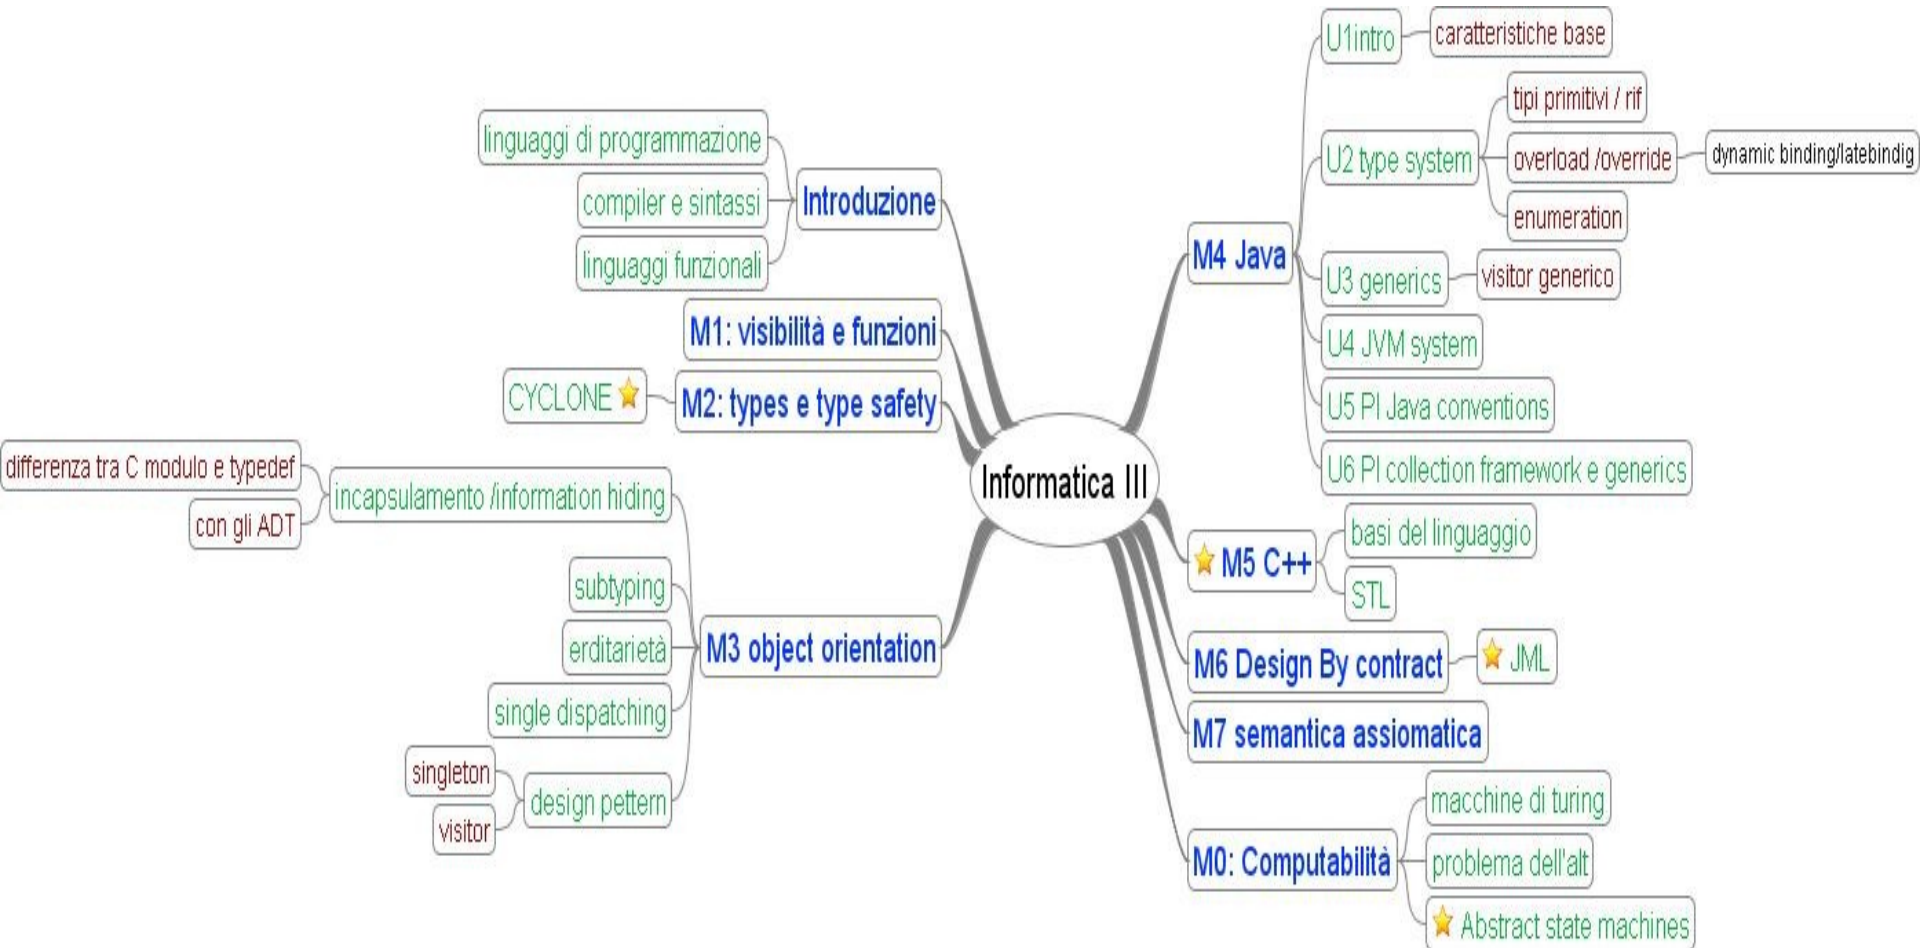 Informatica III
Introduzione
linguaggi di programmazione
compiler e sintassi
linguaggi funzionali
M1: visibilità e funzioni
M2: types e type safety
CYCLONE
M3 object orientation
incapsulamento /information hiding
differenza tra C modulo e typedef
con gli ADT
subtyping
erditarietà
single dispatching
design pettern
singleton
visitor
M4 Java
U1intro
caratteristiche base
U2 type system
tipi primitivi / rif
overload /override
dynamic binding/latebindig
enumeration
U3 generics
visitor generico
U4 JVM system
U5 PI Java conventions
U6 PI collection framework e generics
M5 C++
basi del linguaggio
STL
M6 Design By contract
JML
M7 semantica assiomatica
M0: Computabilità
macchine di turing
problema dell'alt
Abstract state machines